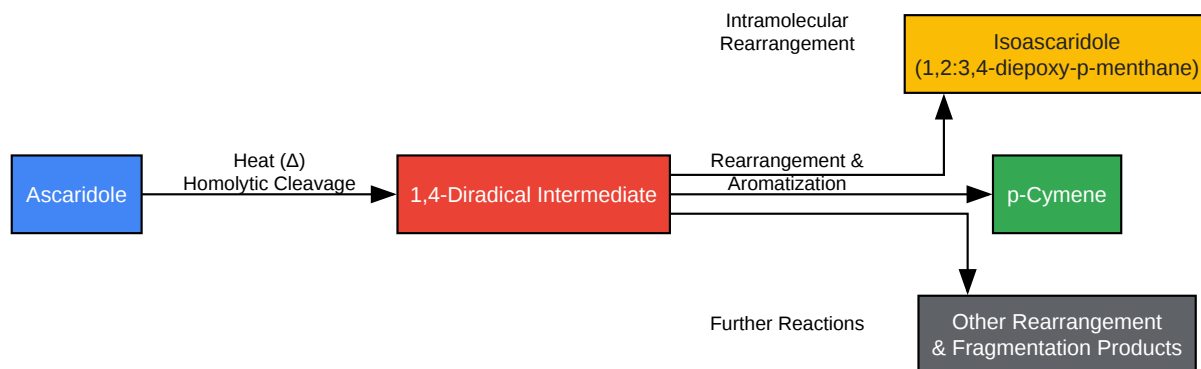 Intramolecular
Rearrangement
Isoascaridole
(1,2:3,4-diepoxy-p-menthane)
Ascaridole
Heat (Δ)
Homolytic Cleavage
1,4-Diradical Intermediate
Rearrangement &
Aromatization
p-Cymene
Further Reactions
Other Rearrangement
& Fragmentation Products